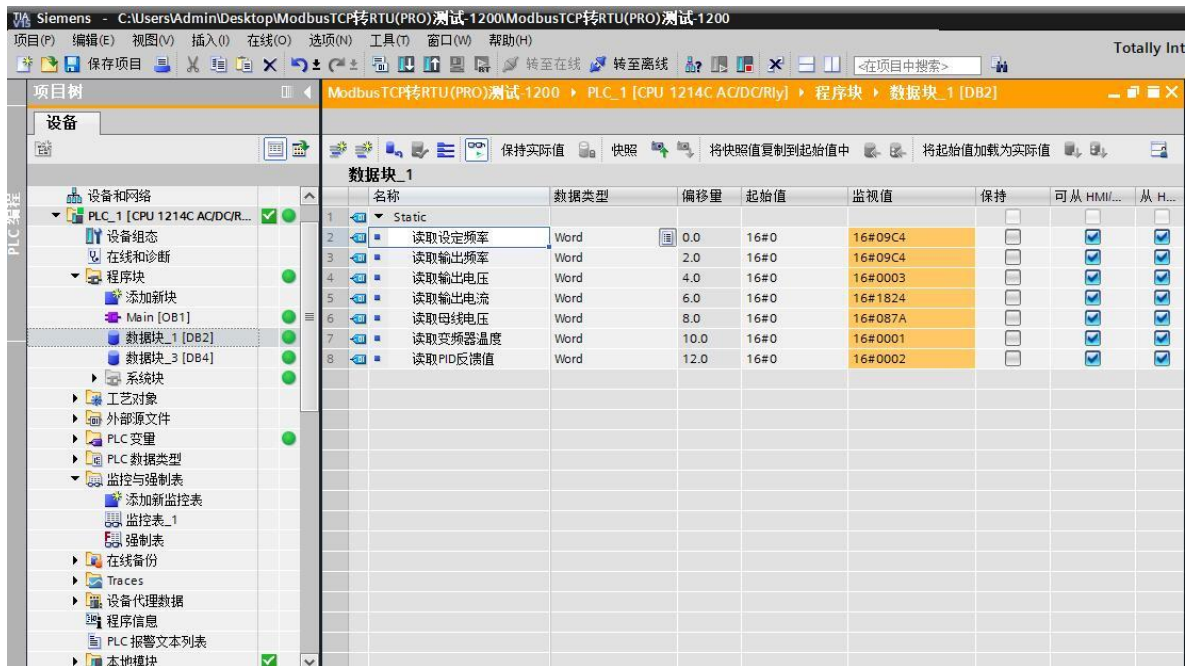 Siemens - C:\Users\Admin\Desktop\ModbusTCP转RTU(PRO)测试-1200\ModbusTCP转RTU(PRO)测试-1200
项目(P) 编辑(E) 视图(V) 插入(I) 在线(O) 选项(N) 工具(T) 窗口(W) 帮助(H)
Totally Int
保存项目 转至在线 转至离线 <在项目中搜索>
项目树
ModbusTCP转RTU(PRO)测试-1200 PLC_1 [CPU 1214C AC/DC/Rly] 程序块 数据块_1 [DB2]
设备
保持实际值 快照 将快照值复制到起始值中 将起始值加载为实际值
PLC 编程
设备和网络
PLC_1 [CPU 1214C AC/DC/R...
设备组态
在线和诊断
程序块
添加新块
Main [OB1]
数据块_1 [DB2]
数据块_3 [DB4]
系统块
工艺对象
外部源文件
PLC 变量
PLC 数据类型
监控与强制表
添加新监控表
监控表_1
强制表
在线备份
Traces
设备代理数据
程序信息
PLC 报警文本列表
本地模块
数据块_1
名称 数据类型 偏移量 起始值 监视值 保持 可从 HMI/... 从 H...
1 Static
2 读取设定频率 Word 0.0 16#0 16#09C4
3 读取输出频率 Word 2.0 16#0 16#09C4
4 读取输出电压 Word 4.0 16#0 16#0003
5 读取输出电流 Word 6.0 16#0 16#1824
6 读取母线电压 Word 8.0 16#0 16#087A
7 读取变频器温度 Word 10.0 16#0 16#0001
8 读取PID反馈值 Word 12.0 16#0 16#0002